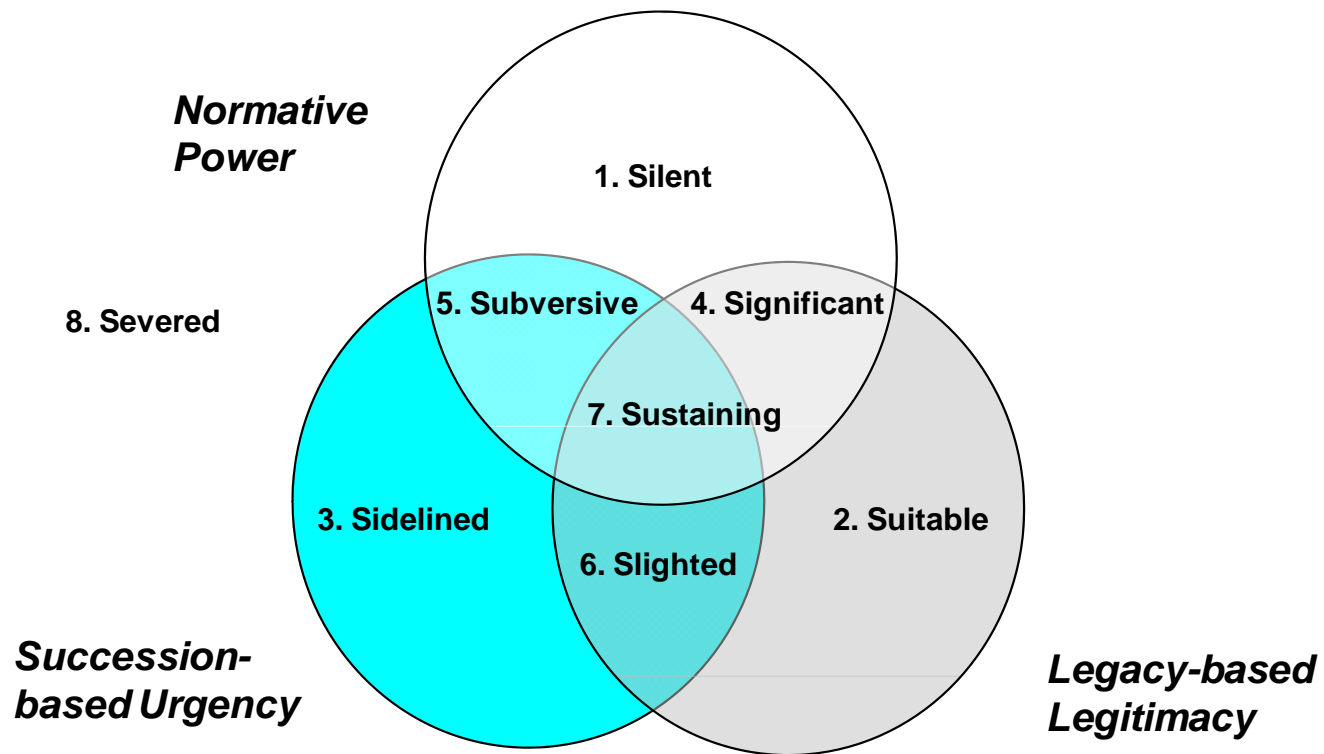 Normative
Power
1. Silent
5. Subversive
4. Significant
8. Severed
7. Sustaining
3. Sidelined
2. Suitable
6. Slighted
Succession-
based Urgency
Legacy-based
Legitimacy